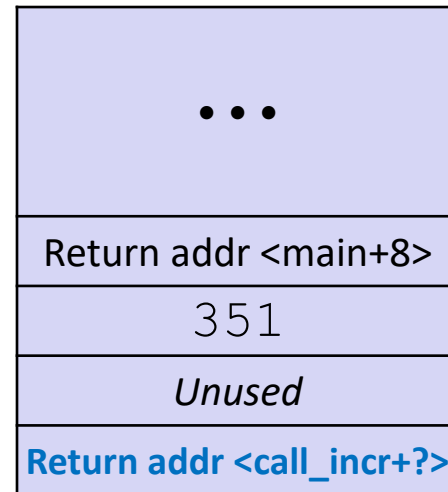 • • •
Return addr <main+8>
351
Unused
Return addr <call_incr+?>